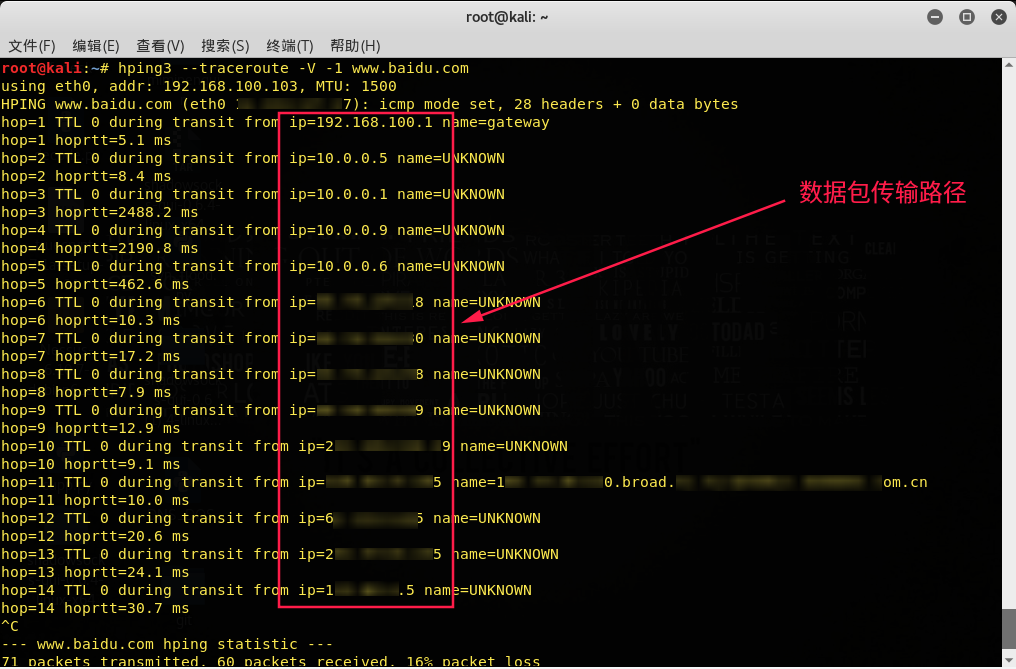 root@kali: ~
文件(F) 编辑(E) 查看(V) 搜索(S) 终端(T) 帮助(H)
root@kali:~# hping3 --traceroute -V -1 www.baidu.com
using eth0, addr: 192.168.100.103, MTU: 1500
HPING www.baidu.com (eth0 7): icmp mode set, 28 headers + 0 data bytes
hop=1 TTL 0 during transit from ip=192.168.100.1 name=gateway
hop=1 hoprtt=5.1 ms
hop=2 TTL 0 during transit from ip=10.0.0.5 name=UNKNOWN
hop=2 hoprtt=8.4 ms
hop=3 TTL 0 during transit from ip=10.0.0.1 name=UNKNOWN
数据包传输路径
hop=3 hoprtt=2488.2 ms
hop=4 TTL 0 during transit from ip=10.0.0.9 name=UNKNOWN
hop=4 hoprtt=2190.8 ms
hop=5 TTL 0 during transit from ip=10.0.0.6 name=UNKNOWN
hop=5 hoprtt=462.6 ms
hop=6 TTL 0 during transit from ip= 8 name=UNKNOWN
hop=6 hoprtt=10.3 ms
hop=7 TTL 0 during transit from ip= 0 name=UNKNOWN
hop=7 hoprtt=17.2 ms
hop=8 TTL 0 during transit from ip= 8 name=UNKNOWN
hop=8 hoprtt=7.9 ms
hop=9 TTL 0 during transit from ip= 9 name=UNKNOWN
hop=9 hoprtt=12.9 ms
hop=10 TTL 0 during transit from ip=2 9 name=UNKNOWN
hop=10 hoprtt=9.1 ms
hop=11 TTL 0 during transit from ip= 5 name=1 0.broad. om.cn
hop=11 hoprtt=10.0 ms
hop=12 TTL 0 during transit from ip=6 5 name=UNKNOWN
hop=12 hoprtt=20.6 ms
hop=13 TTL 0 during transit from ip=2 5 name=UNKNOWN
hop=13 hoprtt=24.1 ms
hop=14 TTL 0 during transit from ip=1 .5 name=UNKNOWN
hop=14 hoprtt=30.7 ms
^C
--- www.baidu.com hping statistic ---
71 packets transmitted, 60 packets received, 16% packet loss